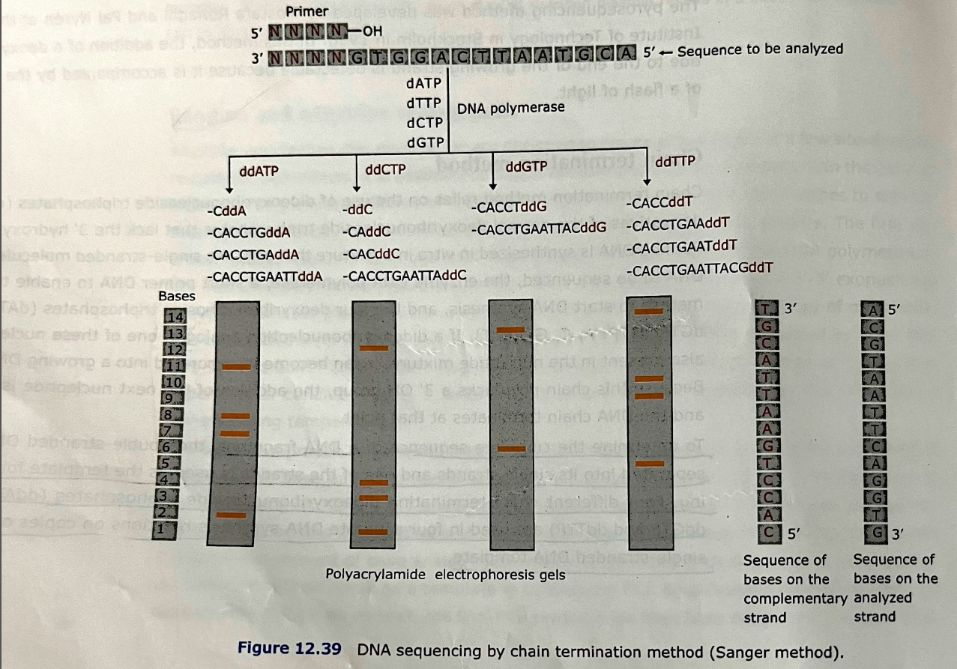 Primer
5' N N N N—OH
3' N N N N G T G G A C T T A A T G C A 5' ← Sequence to be analyzed
dATP
dTTP
dCTP
dGTP
DNA polymerase
ddATP
ddCTP
ddGTP
ddTTP
-CddA
-CACCTGddA
-CACCTGAddA
-CACCTGAATTddA
-ddC
-CAddC
-CACddC
-CACCTGAATTAddC
-CACCTddG
-CACCTGAATTACddG
-CACCddT
-CACCTGAAddT
-CACCTGAATddT
-CACCTGAATTACGddT
Bases
14
13
12
11
10
9
8
7
6
5
4
3
2
1
T 3'
G
C
A
T
T
A
A
G
T
C
C
A
C 5'
A 5'
C
G
T
A
A
T
T
C
A
G
G
T
G 3'
Polyacrylamide electrophoresis gels
Sequence of
bases on the
complementary
strand
Sequence of
bases on the
analyzed
strand
Figure 12.39 DNA sequencing by chain termination method (Sanger method).